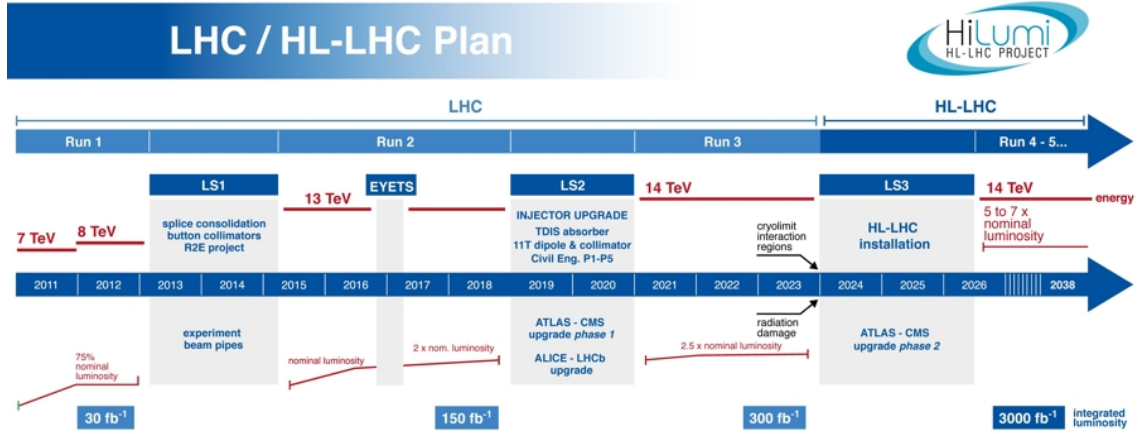 LHC / HL-LHC Plan
HiLumi
HL-LHC PROJECT
LHC
HL-LHC
Run 1
Run 2
Run 3
Run 4 - 5...
LS1
EYETS
LS2
LS3
7 TeV
8 TeV
13 TeV
14 TeV
14 TeV
energy
splice consolidation
button collimators
R2E project
INJECTOR UPGRADE
TDIS absorber
11T dipole & collimator
Civil Eng. P1-P5
cryolimit
interaction
regions
HL-LHC
installation
5 to 7 x
nominal
luminosity
2011 2012 2013 2014 2015 2016 2017 2018 2019 2020 2021 2022 2023 2024 2025 2026 2038
75%
nominal
luminosity
experiment
beam pipes
nominal luminosity
2 x nom. luminosity
ATLAS - CMS
upgrade phase 1
ALICE - LHCb
upgrade
2.5 x nominal luminosity
radiation
damage
ATLAS - CMS
upgrade phase 2
30 fb⁻¹
150 fb⁻¹
300 fb⁻¹
3000 fb⁻¹
integrated
luminosity